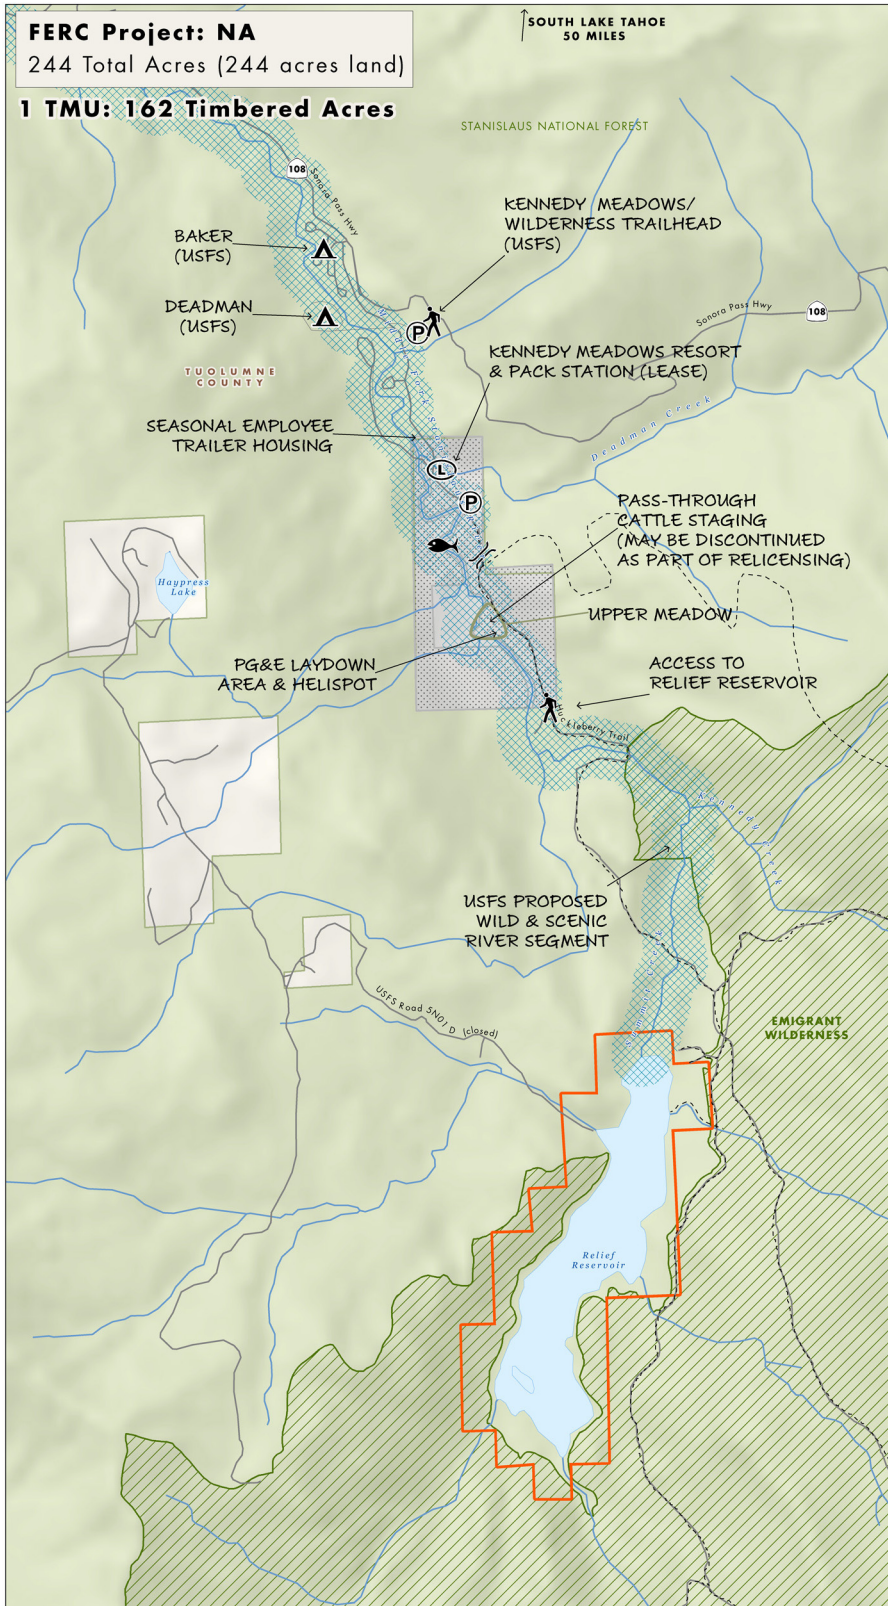 FERC Project: NA
244 Total Acres (244 acres land)
1 TMU: 162 Timbered Acres
SOUTH LAKE TAHOE
50 MILES
STANISLAUS NATIONAL FOREST
108
Sonora Pass Hwy
KENNEDY MEADOWS/
WILDERNESS TRAILHEAD
(USFS)
BAKER
(USFS)
DEADMAN
(USFS)
P
Sonora Pass Hwy
108
TUOLUMNE
COUNTY
KENNEDY MEADOWS RESORT
& PACK STATION (LEASE)
Deadman Creek
SEASONAL EMPLOYEE
TRAILER HOUSING
L
P
PASS-THROUGH
CATTLE STAGING
(MAY BE DISCONTINUED
AS PART OF RELICENSING)
Haypress
Lake
UPPER MEADOW
PG&E LAYDOWN
AREA & HELISPOT
ACCESS TO
RELIEF RESERVOIR
Huckleberry Trail
Kennedy Creek
USFS PROPOSED
WILD & SCENIC
RIVER SEGMENT
USFS Road 5N01 D (closed)
Summit Creek
EMIGRANT
WILDERNESS
Relief
Reservoir